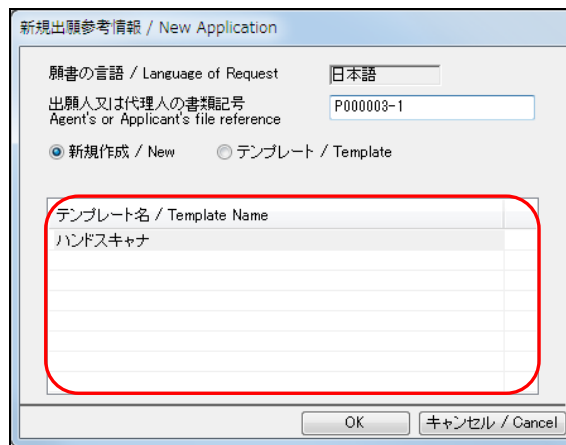 新規出願参考情報 / New Application
願書の言語 / Language of Request 日本語
出願人又は代理人の書類記号 P000003-1
Agent's or Applicant's file reference
新規作成 / New テンプレート / Template
テンプレート名 / Template Name
ハンドスキャナ
OK キャンセル / Cancel